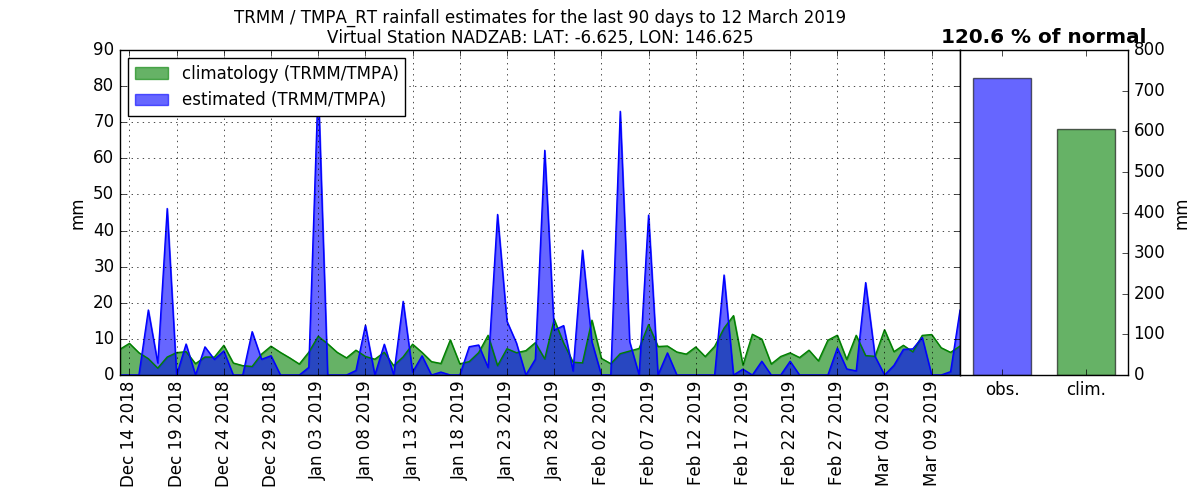 TRMM / TMPA_RT rainfall estimates for the last 90 days to 12 March 2019
Virtual Station NADZAB: LAT: -6.625, LON: 146.625
120.6 % of normal
climatology (TRMM/TMPA)
estimated (TRMM/TMPA)
90
80
70
60
50
40
30
20
10
0
mm
Dec 14 2018
Dec 19 2018
Dec 24 2018
Dec 29 2018
Jan 03 2019
Jan 08 2019
Jan 13 2019
Jan 18 2019
Jan 23 2019
Jan 28 2019
Feb 02 2019
Feb 07 2019
Feb 12 2019
Feb 17 2019
Feb 22 2019
Feb 27 2019
Mar 04 2019
Mar 09 2019
obs.
clim.
800
700
600
500
400
300
200
100
0
mm